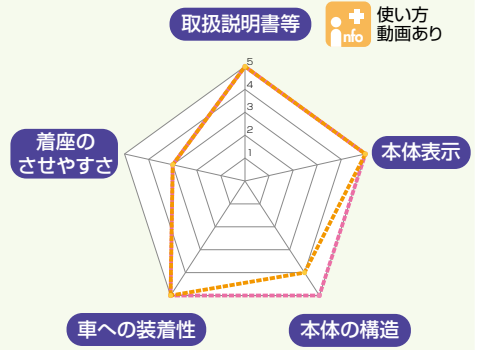 取扱説明書等
info
使い方
動画あり
5
4
3
2
1
着座の
させやすさ
本体表示
車への装着性
本体の構造